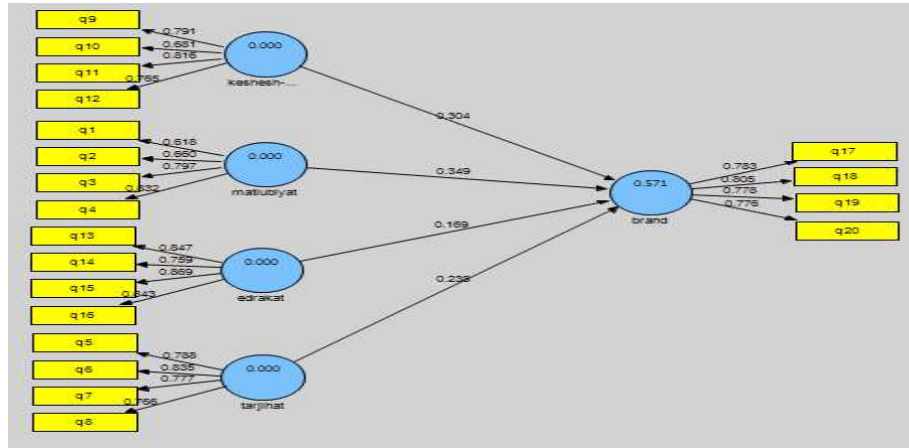 q9
0.791
q10
0.681
0.816
q11
0.765
q12
0.000
keshesh-...
0.304
q1
0.618
q2
0.660
0.797
q3
0.832
q4
0.000
matlubiyat
0.349
q13
0.847
q14
0.759
0.869
q15
0.843
q16
0.000
edrakat
0.169
q5
0.788
q6
0.835
0.777
q7
0.766
q8
0.000
tarjihat
0.238
0.571
brand
0.783
q17
0.805
q18
0.778
q19
0.776
q20